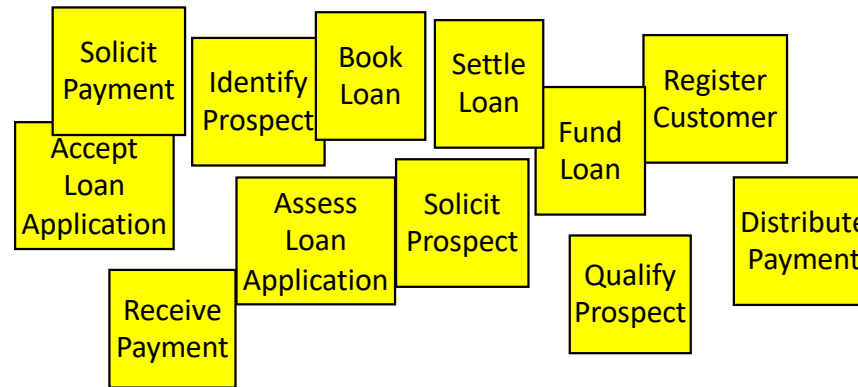 Solicit
Payment
Identify
Prospect
Book
Loan
Settle
Loan
Register
Customer
Fund
Loan
Accept
Loan
Application
Assess
Loan
Application
Solicit
Prospect
Distribute
Payment
Qualify
Prospect
Receive
Payment